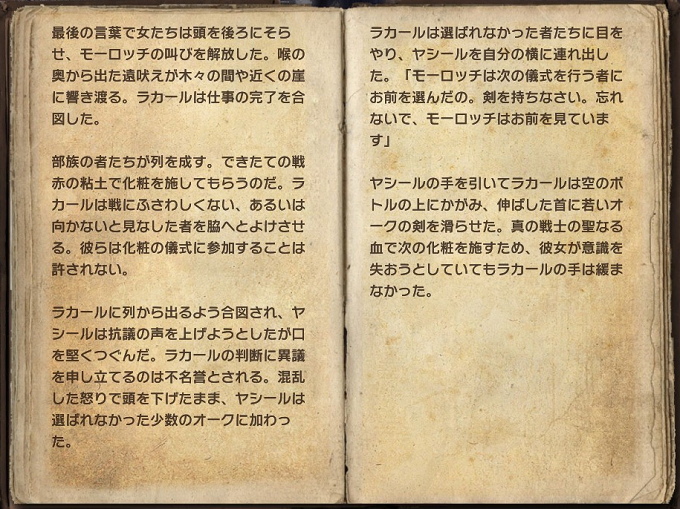 最後の言葉で女たちは頭を後ろにそら
せ、モーロッチの叫びを解放した。喉の
奥から出た遠吠えが木々の間や近くの崖
に響き渡る。ラカールは仕事の完了を合
図した。
部族の者たちが列を成す。できたての戦
赤の粘土で化粧を施してもらうのだ。ラ
カールは戦にふさわしくない、あるいは
向かないと見なした者を脇へとよけさせ
る。彼らは化粧の儀式に参加することは
許されない。
ラカールに列から出るよう合図され、ヤ
シールは抗議の声を上げようとしたが口
を堅くつぐんだ。ラカールの判断に異議
を申し立てるのは不名誉とされる。混乱
した怒りで頭を下げたまま、ヤシールは
選ばれなかった少数のオークに加わっ
た。
ラカールは選ばれなかった者たちに目を
やり、ヤシールを自分の横に連れ出し
た。「モーロッチは次の儀式を行う者に
お前を選んだの。剣を持ちなさい。忘れ
ないで、モーロッチはお前を見ていま
す」
ヤシールの手を引いてラカールは空のボ
トルの上にかがみ、伸ばした首に若いオ
ークの剣を滑らせた。真の戦士の聖なる
血で次の化粧を施すため、彼女が意識を
失おうとしていてもラカールの手は緩ま
なかった。